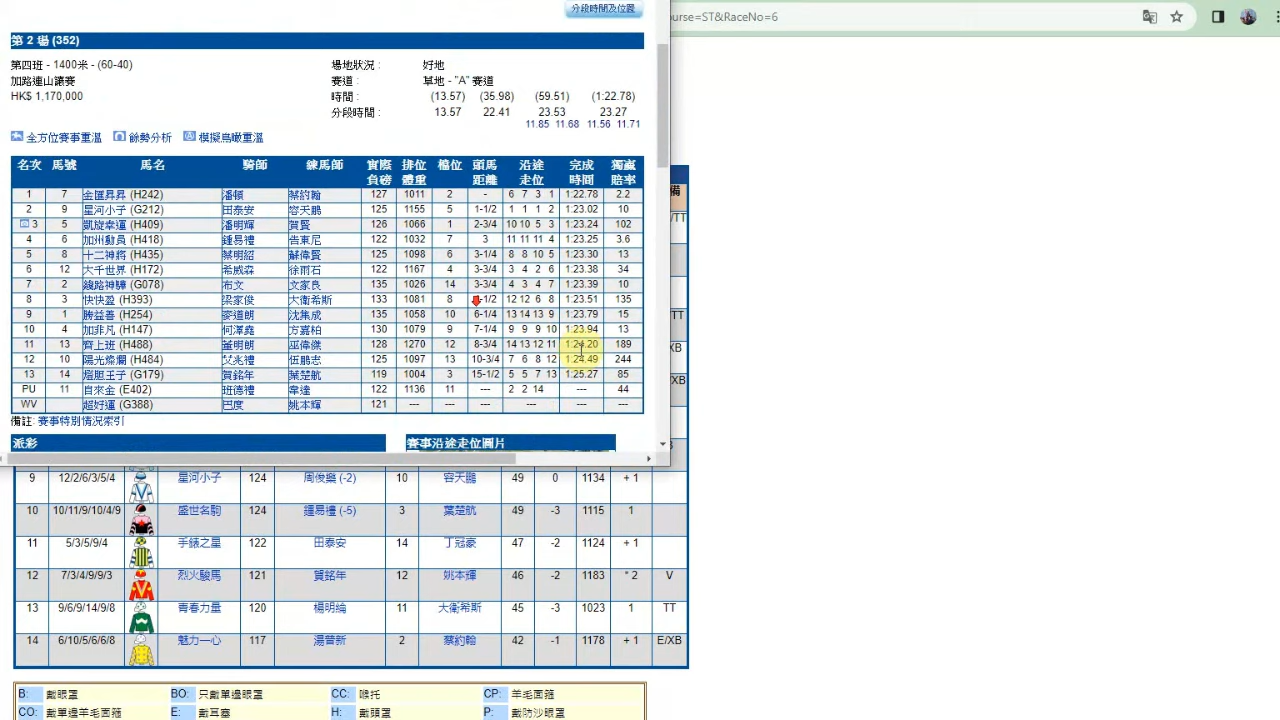 分段時間及位置
urse=ST&RaceNo=6
第 2 場 (352)
第四班 - 1400米 - (60-40) 場地狀況 : 好地
加路連山讓賽 賽道 : 草地 - "A" 賽道
HK$ 1,170,000 時間 : (13.57) (35.98) (59.51) (1:22.78)
分段時間 : 13.57 22.41 23.53 23.27
11.85 11.68 11.56 11.71
全方位賽事重溫 餘勢分析 模擬鳥瞰重溫
名次 馬號 馬名 騎師 練馬師 實際負磅 排位體重 檔位 頭馬距離 沿途走位 完成時間 獨贏賠率
1 7 金匯昇昇 (H242) 潘頓 蔡約翰 127 1011 2 - 6 7 3 1 1:22.78 2.2
2 9 星河小子 (G212) 田泰安 容天鵬 125 1155 5 1-1/2 1 1 1 2 1:23.02 10
3 5 凱旋幸運 (H409) 潘明輝 賀賢 126 1066 1 2-3/4 10 10 5 3 1:23.24 102
4 6 加州動員 (H418) 鍾易禮 告東尼 122 1032 7 3 11 11 11 4 1:23.25 3.6
5 8 十二神將 (H435) 蔡明紹 蘇偉賢 125 1098 6 3-1/4 8 8 10 5 1:23.30 13
6 12 大千世界 (H172) 希威森 徐雨石 122 1167 4 3-3/4 3 4 2 6 1:23.38 34
7 2 錢路神驌 (G078) 布文 文家良 135 1026 14 3-3/4 4 3 4 7 1:23.39 10
8 3 快快盈 (H393) 梁家俊 大衛希斯 133 1081 8 -1/2 12 12 6 8 1:23.51 135
9 1 勝益善 (H254) 麥道朗 沈集成 135 1058 10 6-1/4 13 14 13 9 1:23.79 15
10 4 加非凡 (H147) 何澤堯 方嘉柏 130 1079 9 7-1/4 9 9 9 10 1:23.94 13
11 13 齊上班 (H488) 董明朗 巫偉傑 128 1270 12 8-3/4 14 13 12 11 1:24.20 189
12 10 陽光燦爛 (H484) 艾兆禮 伍鵬志 125 1097 13 10-3/4 7 6 8 12 1:24.49 244
13 14 王子 (G179) 賀銘年 葉楚航 119 1004 3 15-1/2 5 5 7 13 1:25.27 85
PU 11 自來金 (E402) 班德禮 韋達 122 1136 11 --- 2 2 14 --- 44
WV 超好運 (G388) 巴度 姚本輝 121 --- --- --- --- --- ---
備註: 賽事特別情況索引
派彩 賽事沿途走位圖片
備
/TT
TT
XB
/XB
9 12/2/6/3/5/4 星河小子 124 周俊樂 (-2) 10 容天鵬 49 0 1134 + 1
10 10/11/9/10/4/9 盛世名駒 124 鍾易禮 (-5) 3 葉楚航 49 -3 1115 1
11 5/3/5/9/4 手錶之星 122 田泰安 14 丁冠豪 47 -2 1124 + 1
12 7/3/4/9/9/3 烈火駿馬 121 賀銘年 12 姚本輝 46 -2 1183 * 2 V
13 9/6/9/14/9/8 青春力量 120 楊明綸 11 大衛希斯 45 -3 1023 1 TT
14 6/10/5/6/6/8 魅力一心 117 湯普新 2 蔡約翰 42 -1 1178 + 1 E/XB
B: 戴眼罩 BO: 只戴單邊眼罩 CC: 喉托 CP: 羊毛面箍
CO: 戴單邊羊毛面箍 E: 戴耳塞 H: 戴頭罩 P: 戴防沙眼罩